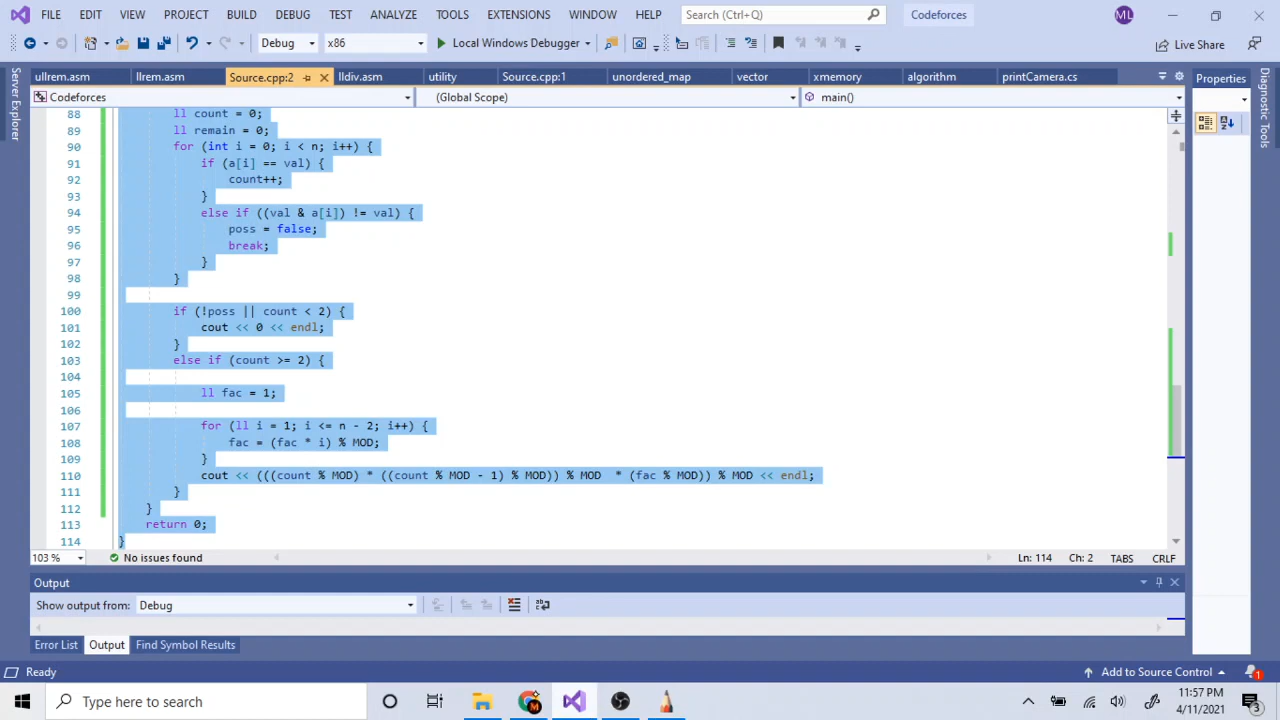 FILE EDIT VIEW PROJECT BUILD DEBUG TEST ANALYZE TOOLS EXTENSIONS WINDOW HELP Search (Ctrl+Q) Codeforces ML
Debug x86 Local Windows Debugger Live Share
ullrem.asm llrem.asm Source.cpp:2 lldiv.asm utility Source.cpp:1 unordered_map vector xmemory algorithm printCamera.cs Properties
Server Explorer
Diagnostic Tools
Codeforces (Global Scope) main()
88 ll count = 0;
89 ll remain = 0;
90 for (int i = 0; i < n; i++) {
91 if (a[i] == val) {
92 count++;
93 }
94 else if ((val & a[i]) != val) {
95 poss = false;
96 break;
97 }
98 }
99
100 if (!poss || count < 2) {
101 cout << 0 << endl;
102 }
103 else if (count >= 2) {
104
105 ll fac = 1;
106
107 for (ll i = 1; i <= n - 2; i++) {
108 fac = (fac * i) % MOD;
109 }
110 cout << (((count % MOD) * ((count % MOD - 1) % MOD)) % MOD * (fac % MOD)) % MOD << endl;
111 }
112 }
113 return 0;
114 }
103 % No issues found Ln: 114 Ch: 2 TABS CRLF
Output
Show output from: Debug
Error List Output Find Symbol Results
Ready Add to Source Control 1
Type here to search 11:57 PM
4/11/2021 3